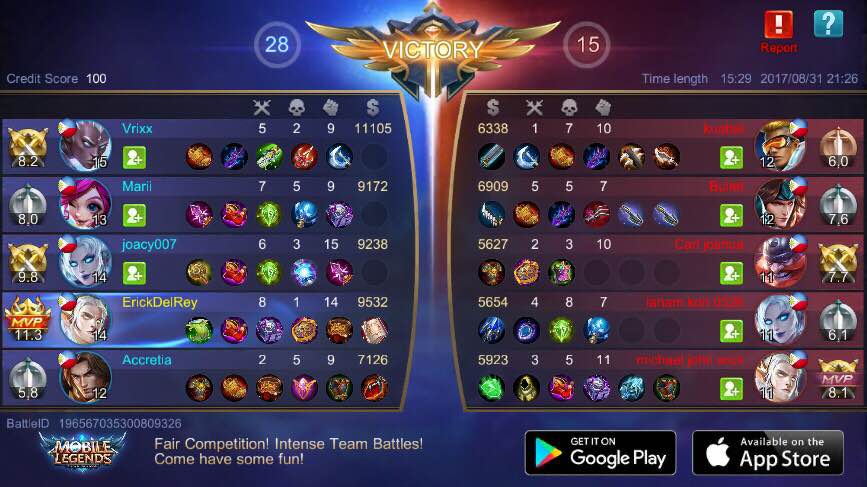 28 VICTORY 15
Report
Credit Score 100
Time length 15:29 2017/08/31 21:26
$
$
Vrixx 5 2 9 11105
8.2 15
6338 1 7 10
12 6,0
Marii 7 5 9 9172
8,0 13
6909 5 5 7
12 7,6
joacy007 6 3 15 9238
9.8 14
5627 2 3 10 Carl joshua
11 7.7
ErickDelRey 8 1 14 9532
MVP 11.3 14
5654 4 8 7
11 6,1
Accretia 2 5 9 7126
5,8 12
5923 3 5 11
11 MVP 8.1
BattleID 196567035300809326
MOBILE LEGENDS
Fair Competition! Intense Team Battles!
Come have some fun!
GET IT ON
Google Play
Available on the
App Store